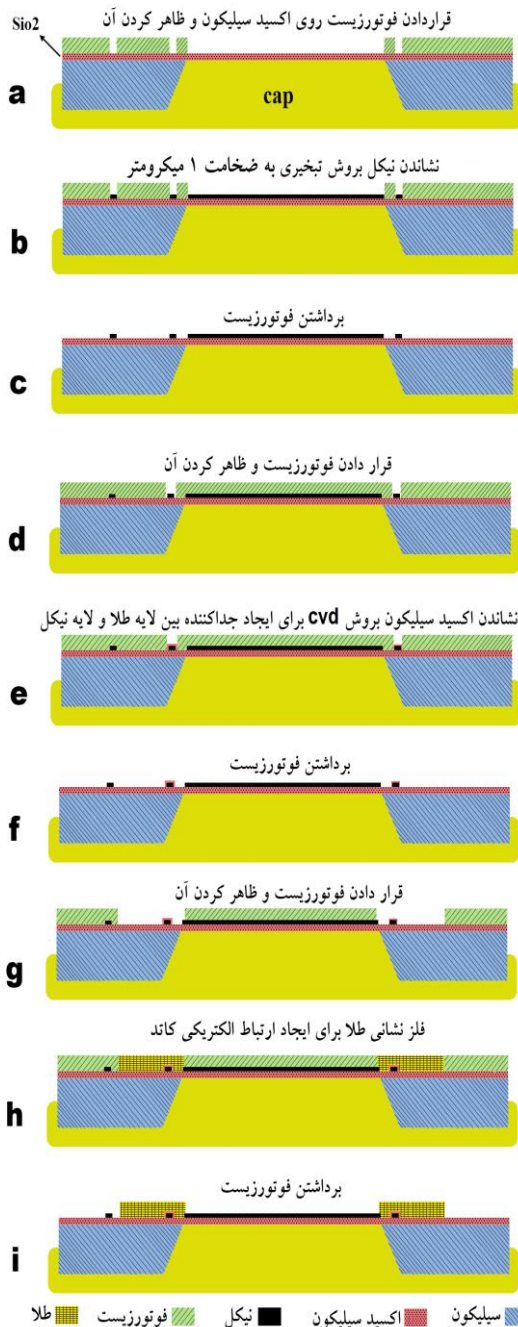 قراردادن فوتورزیست روی اکسید سیلیکون و ظاهر کردن آن
Sio2
cap
a
نشاندن نیکل بروش تبخیری به ضخامت ۱ میکرومتر
b
برداشتن فوتورزیست
c
قرار دادن فوتورزیست و ظاهر کردن آن
d
نشاندن اکسید سیلیکون بروش cvd برای ایجاد جداکننده بین لایه طلا و لایه نیکل
e
برداشتن فوتورزیست
f
قرار دادن فوتورزیست و ظاهر کردن آن
g
فلز نشانی طلا برای ایجاد ارتباط الکتریکی کاتد
h
برداشتن فوتورزیست
i
سیلیکون اکسید سیلیکون نیکل فوتورزیست طلا